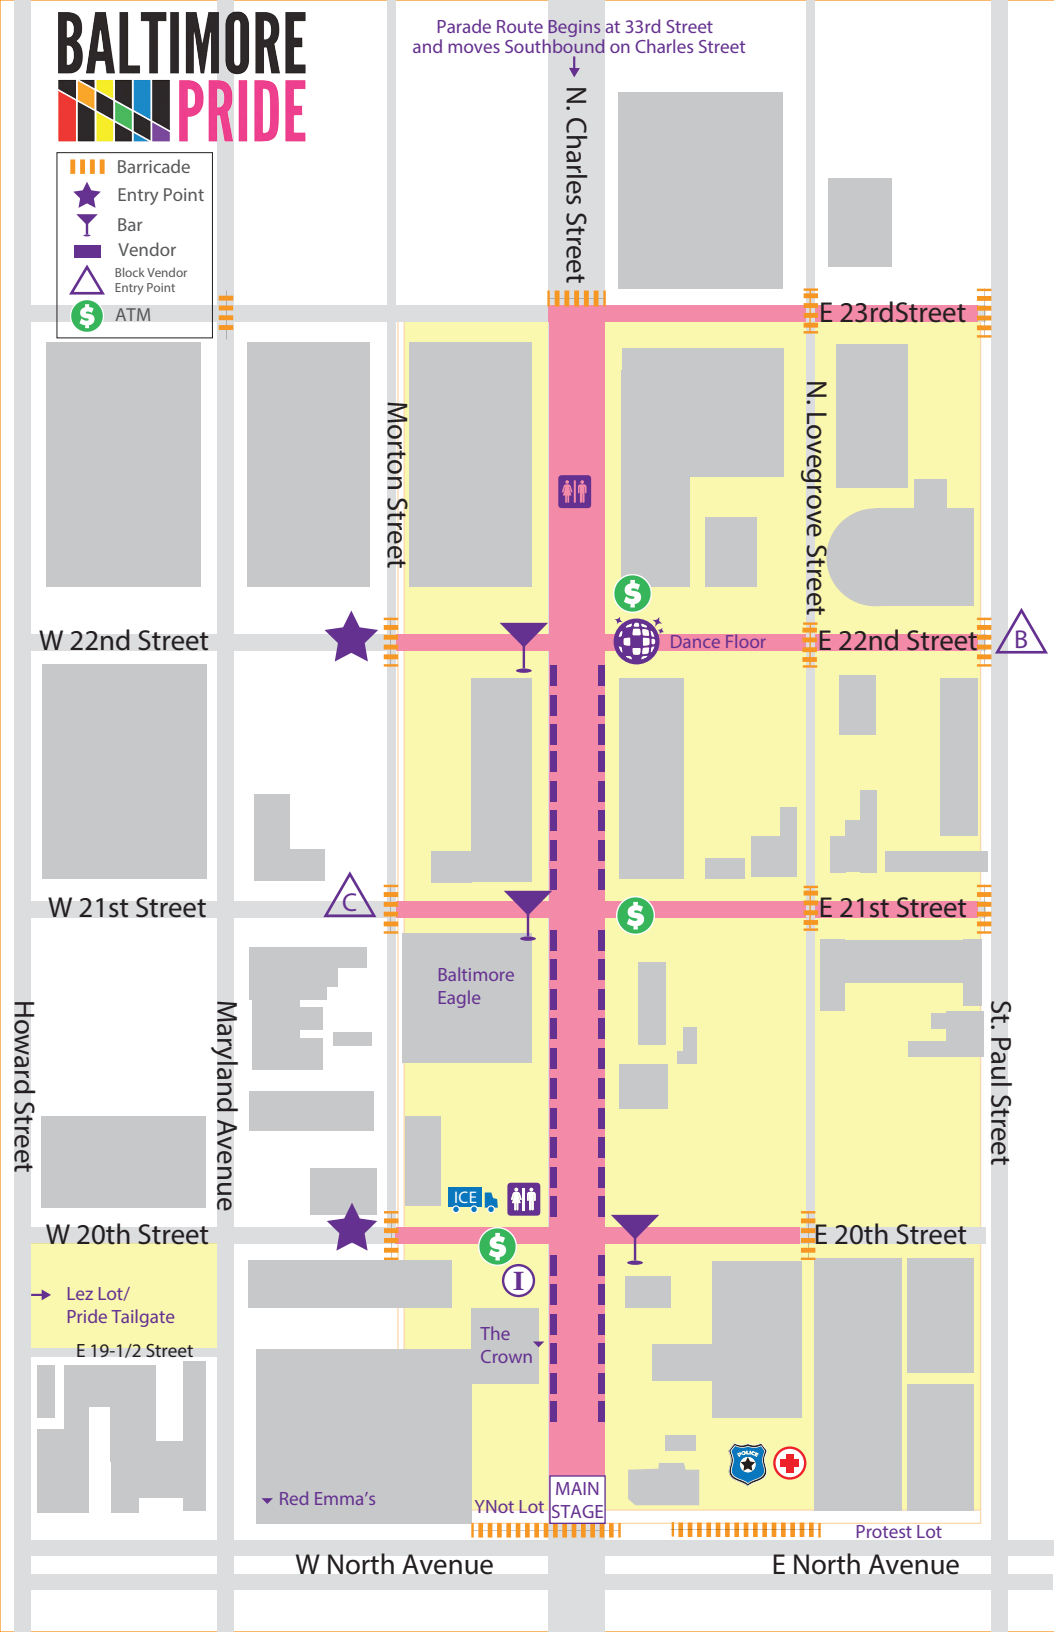 BALTIMORE
PRIDE
Parade Route Begins at 33rd Street
and moves Southbound on Charles Street
N. Charles Street
Barricade
Entry Point
Bar
Vendor
Block Vendor
Entry Point
$ ATM
E 23rdStreet
Morton Street
N. Lovegrove Street
$
W 22nd Street
Dance Floor
E 22nd Street
B
C
W 21st Street
$
E 21st Street
Baltimore
Eagle
Howard Street
Maryland Avenue
St. Paul Street
ICE
W 20th Street
$
E 20th Street
I
Lez Lot/
Pride Tailgate
The
Crown
E 19-1/2 Street
POLICE
Red Emma's
YNot Lot
MAIN
STAGE
Protest Lot
W North Avenue
E North Avenue